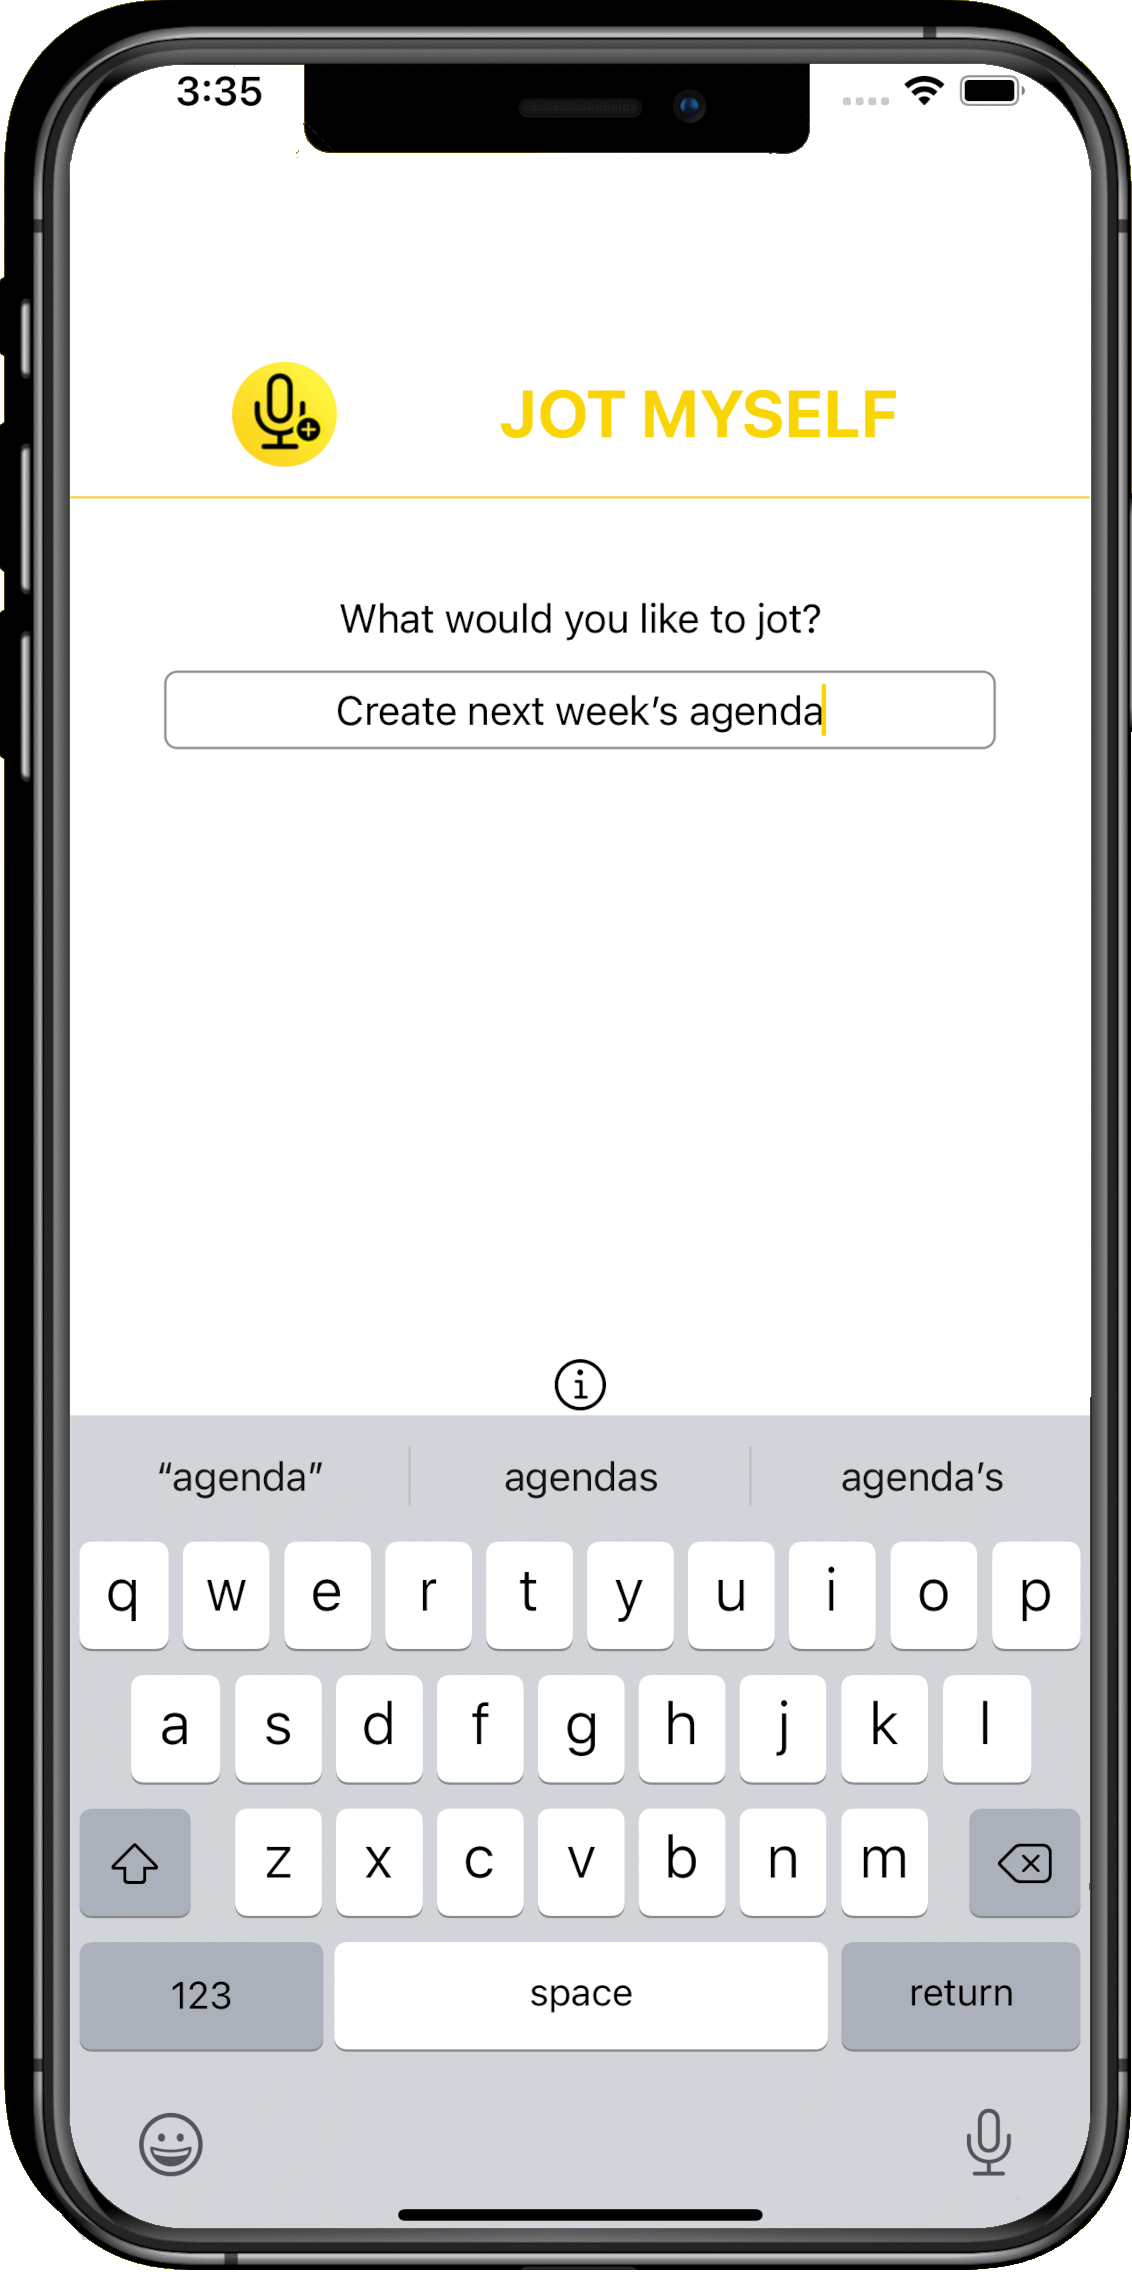 3:35
JOT MYSELF
What would you like to jot?
Create next week’s agenda
“agenda” agendas agenda’s
q w e r t y u i o p
a s d f g h j k l
z x c v b n m
123 space return